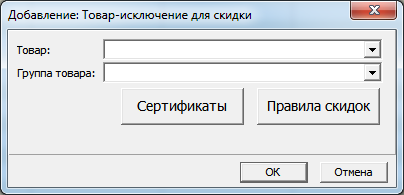 Добавление: Товар-исключение для скидки
Товар:
Группа товара:
Сертификаты Правила скидок
OK Отмена